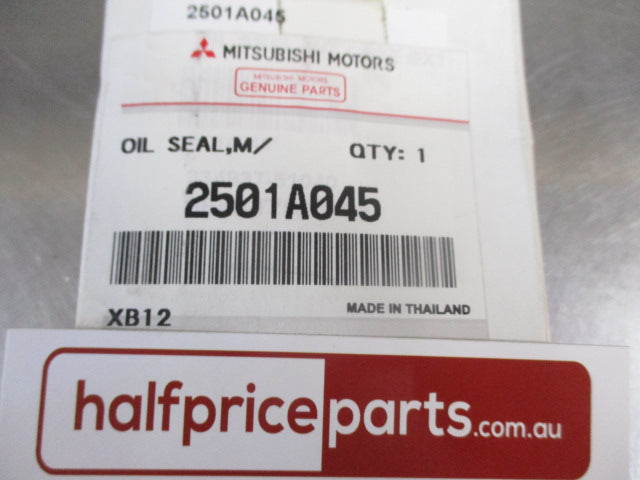 2501A045
MITSUBISHI MOTORS
MITSUBISHI MOTORS
GENUINE PARTS
OIL SEAL,M/ QTY: 1
2501A045
MADE IN THAILAND
XB12
halfpriceparts.com.au